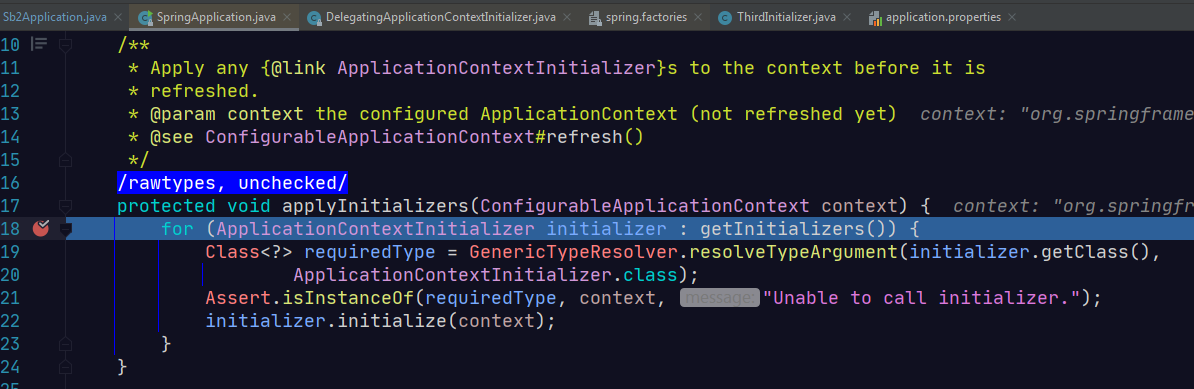 Sb2Application.java × SpringApplication.java × DelegatingApplicationContextInitializer.java × spring.factories × ThirdInitializer.java × application.properties ×
10 /**
11 * Apply any {@link ApplicationContextInitializer}s to the context before it is
12 * refreshed.
13 * @param context the configured ApplicationContext (not refreshed yet) context: "org.springframe
14 * @see ConfigurableApplicationContext#refresh()
15 */
16 /rawtypes, unchecked/
17 protected void applyInitializers(ConfigurableApplicationContext context) { context: "org.springfr
18 for (ApplicationContextInitializer initializer : getInitializers()) {
19 Class<?> requiredType = GenericTypeResolver.resolveTypeArgument(initializer.getClass(),
20 ApplicationContextInitializer.class);
21 Assert.isInstanceOf(requiredType, context, message: "Unable to call initializer.");
22 initializer.initialize(context);
23 }
24 }